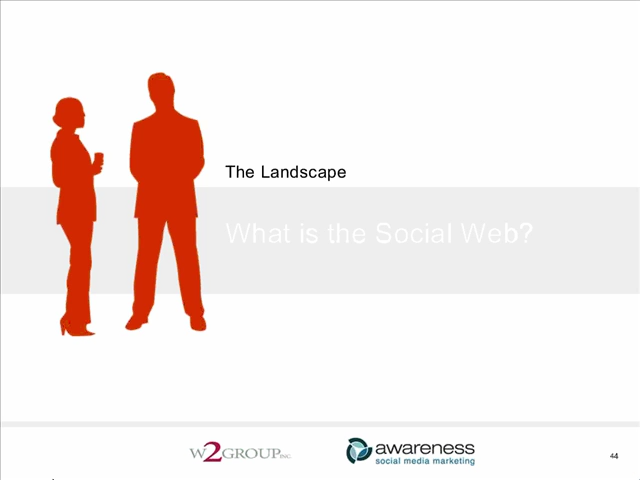 The Landscape
What is the Social Web?
W2GROUP INC.
awareness
social media marketing
44